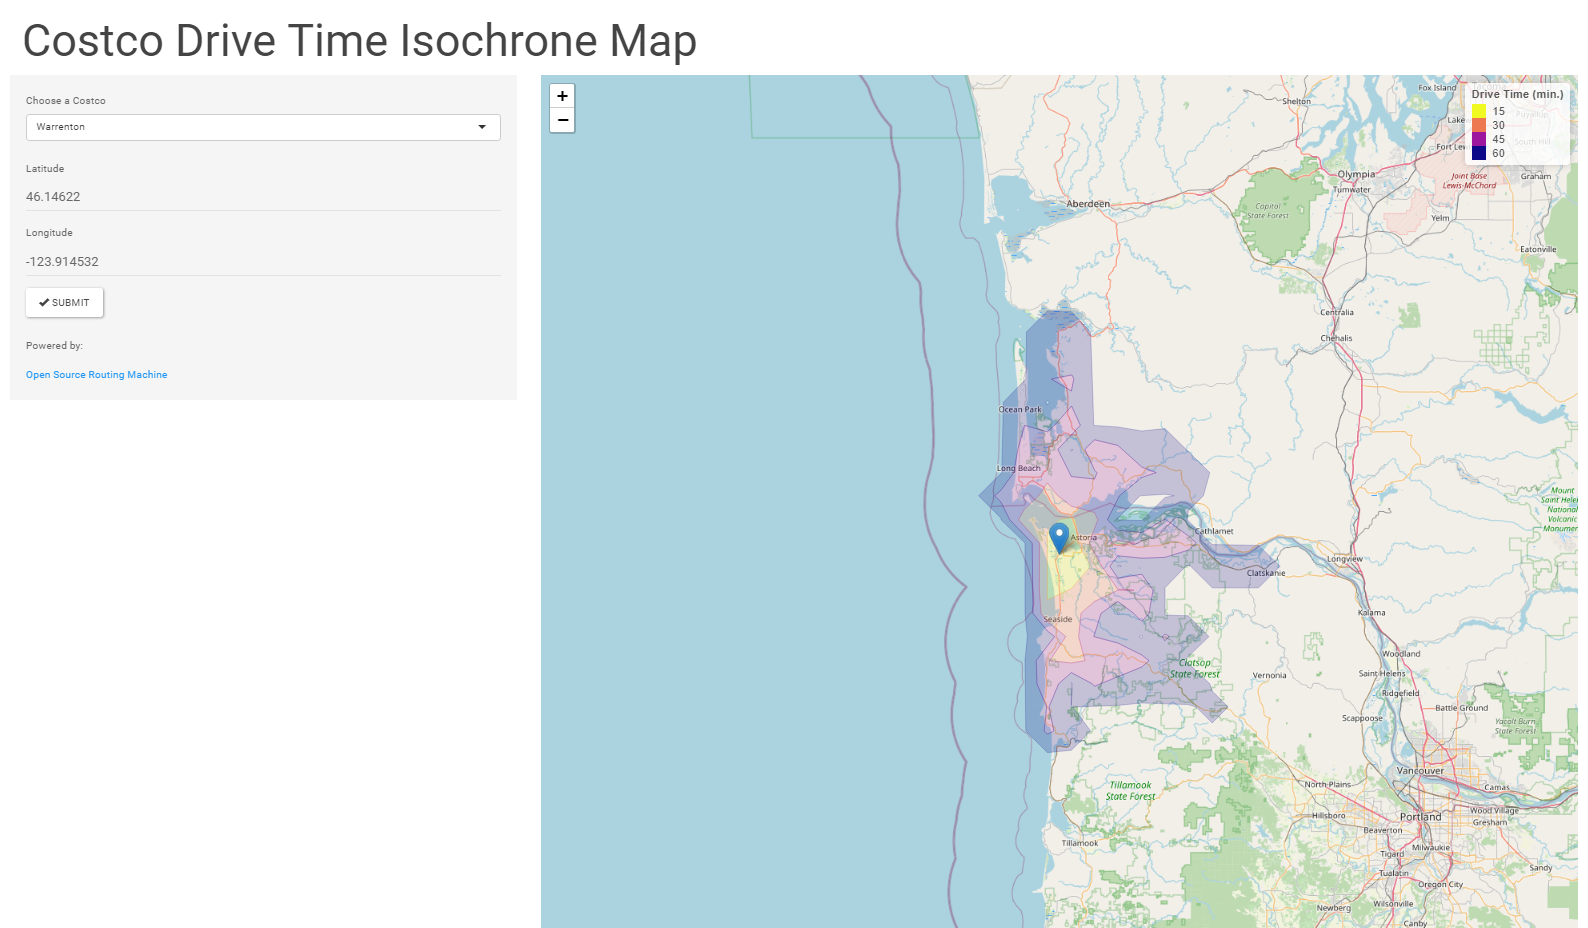 Costco Drive Time Isochrone Map
Choose a Costco
Warrenton
Latitude
46.14622
Longitude
-123.914532
SUBMIT
Powered by:
Open Source Routing Machine
+
−
Drive Time (min.)
15
30
45
60
Fox Island
Shelton
Lake
Puyallup
South Hill
Fort Lew
Olympia
Tumwater
Joint Base
Lewis-McChord
Graham
Aberdeen
Capitol
State Forest
Yelm
Eatonville
Centralia
Chehalis
Ocean Park
Long Beach
Mount
Saint Helen
National
Volcanic
Monumen
Astoria
Cathlamet
Longview
Clatskanie
Kalama
Seaside
Woodland
Clatsop
State Forest
Vernonia
Saint Helens
Ridgefield
Battle Ground
Scappoose
Yacolt Burn
State Forest
Vancouver
Camas
Tillamook
State Forest
North Plains
Wood Village
Hillsboro
Portland
Gresham
Beaverton
Tillamook
Milwaukie
Tigard
Tualatin
Sandy
Oregon City
Wilsonville
Newberg
Canby